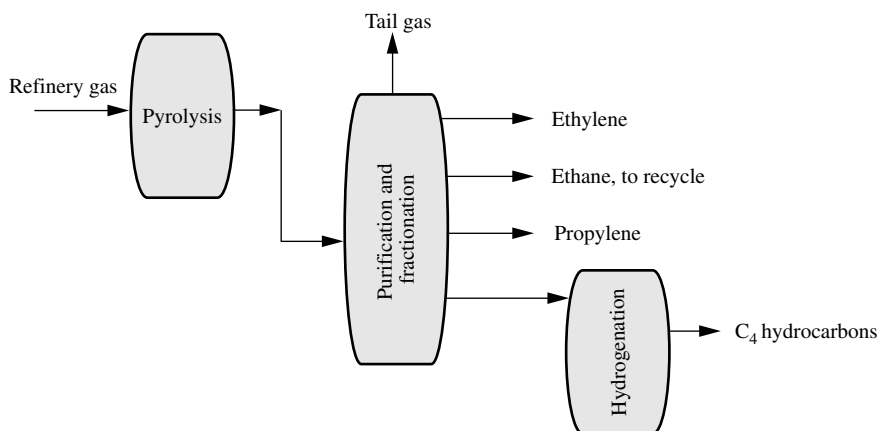 Tail gas
Refinery gas
Pyrolysis
Purification and
fractionation
Ethylene
Ethane, to recycle
Propylene
Hydrogenation
C₄ hydrocarbons